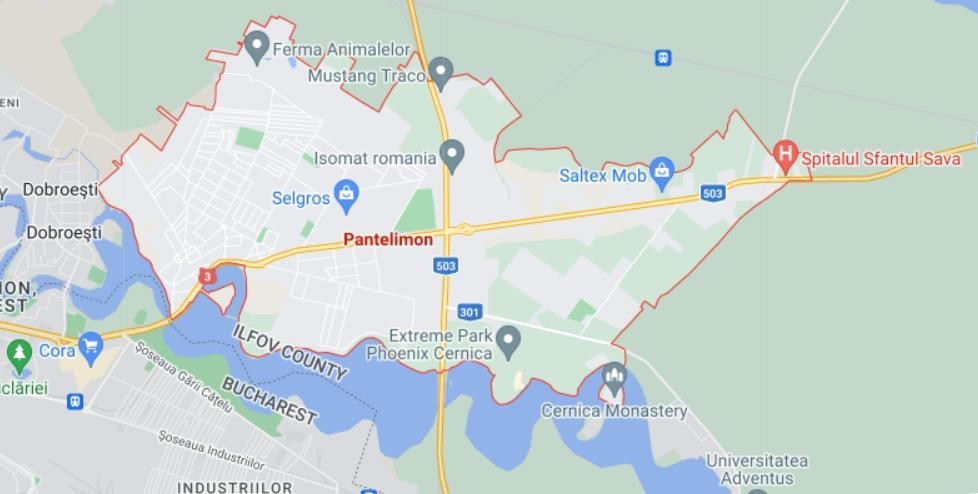 Ferma Animalelor
Mustang Traco
ENI
Isomat romania
Spitalul Sfantul Sava
H
Saltex Mob
Dobroești
Selgros
503
Dobroești
Pantelimon
503
3
301
EST
ILFOV COUNTY
Extreme Park
Phoenix Cernica
Cora
Șoseaua Gării Cățelu
BUCHAREST
Cernica Monastery
Șoseaua Industriilor
Universitatea
Adventus
INDUSTRIILOR